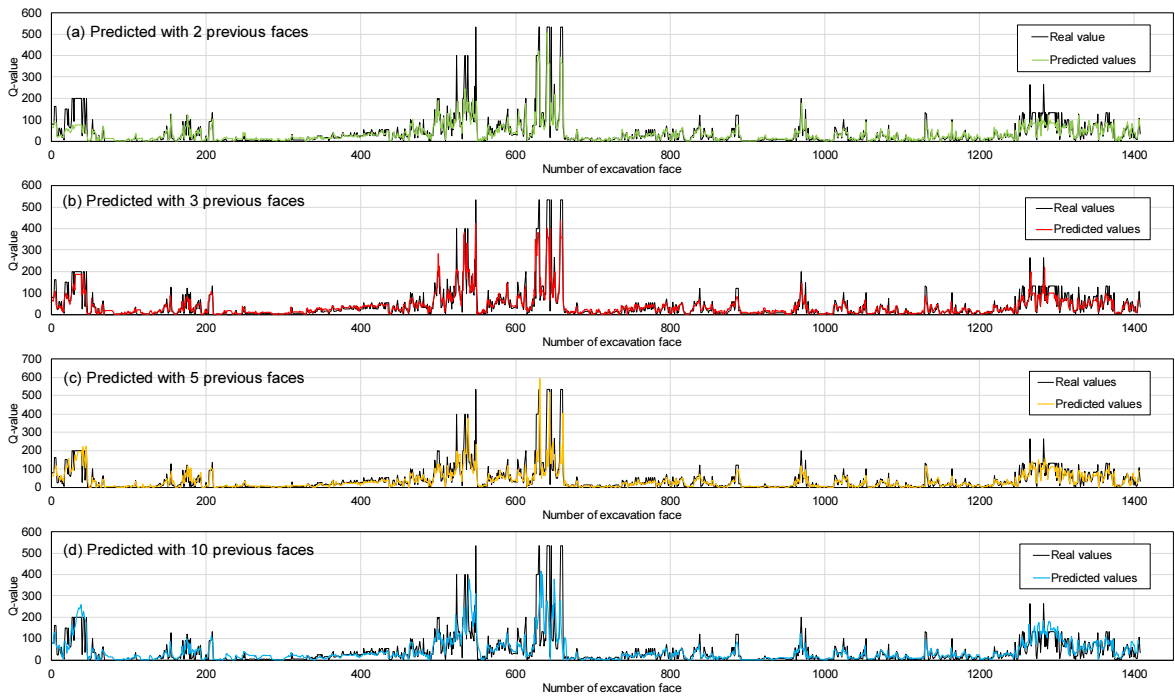 (a) Predicted with 2 previous faces
Real value
Predicted values
Q-value
600
500
400
300
200
100
0
0 200 400 600 800 1000 1200 1400
Number of excavation face
(b) Predicted with 3 previous faces
Real values
Predicted values
Q-value
600
500
400
300
200
100
0
0 200 400 600 800 1000 1200 1400
Number of excavation face
(c) Predicted with 5 previous faces
Real values
Predicted values
Q-value
700
600
500
400
300
200
100
0
0 200 400 600 800 1000 1200 1400
Number of excavation face
(d) Predicted with 10 previous faces
Real values
Predicted values
Q-value
600
500
400
300
200
100
0
0 200 400 600 800 1000 1200 1400
Number of excavation face